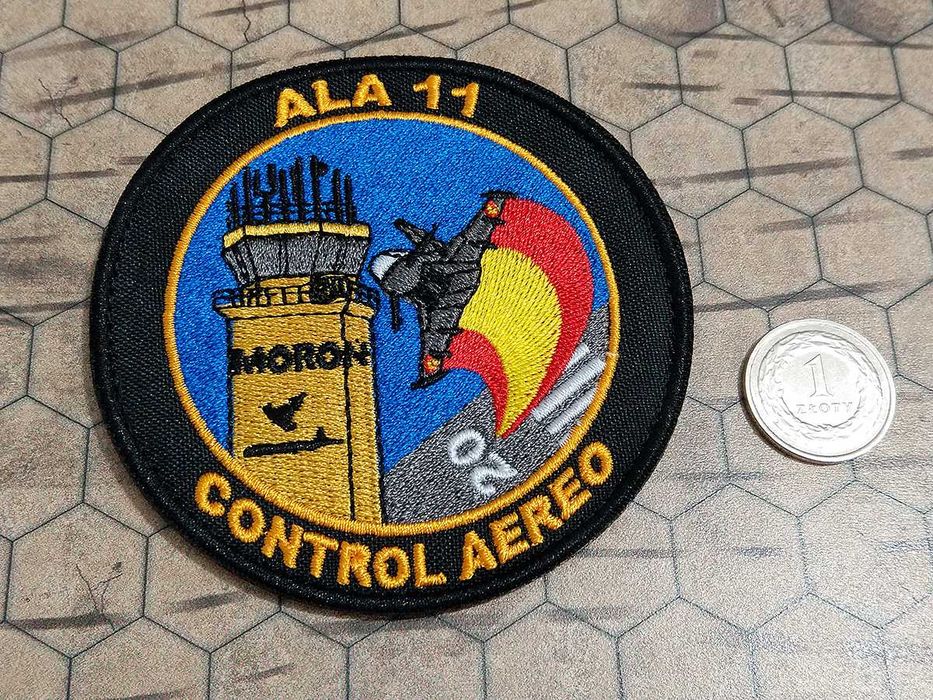 ALA 11
MORON
02
CONTROL AEREO
1
ZŁOTY